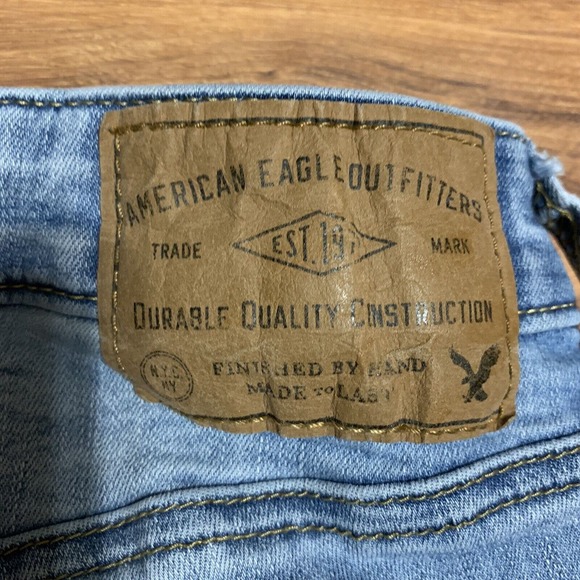 AMERICAN EAGLE OUTFITTERS
TRADE MARK
EST. 19
DURABLE QUALITY CONSTRUCTION
N.Y.C.
NY
FINISHED BY HAND
MADE TO LAST